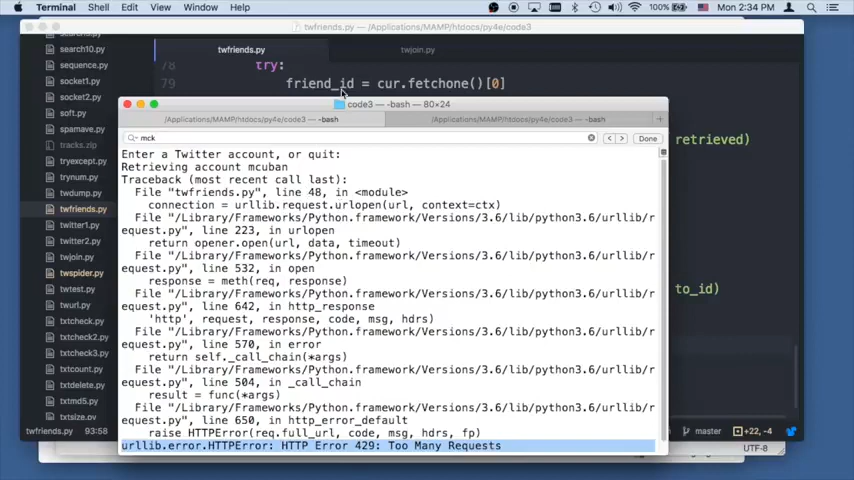 Terminal Shell Edit View Window Help
100% Mon 2:34 PM
twfriends.py — /Applications/MAMP/htdocs/py4e/code3
search10.py
sequence.py
socket1.py
socket2.py
soft.py
spamave.py
tracks.zip
tryexcept.py
trynum.py
twdump.py
twfriends.py
twitter1.py
twitter2.py
twjoin.py
twspider.py
twtest.py
twurl.py
txtcheck.py
txtcheck2.py
txtcheck3.py
txtcount.py
txtdelete.py
txtmd5.py
txtsize.py
twfriends.py 93:58
twfriends.py twjoin.py
78 try:
79 friend_id = cur.fetchone()[0]
retrieved)
to_id)
master +22, -4
UTF-8
code3 — -bash — 80×24
/Applications/MAMP/htdocs/py4e/code3 — -bash /Applications/MAMP/htdocs/py4e/code3 — -bash +
mck < > Done
Enter a Twitter account, or quit:
Retrieving account mcuban
Traceback (most recent call last):
File "twfriends.py", line 48, in <module>
connection = urllib.request.urlopen(url, context=ctx)
File "/Library/Frameworks/Python.framework/Versions/3.6/lib/python3.6/urllib/r
equest.py", line 223, in urlopen
return opener.open(url, data, timeout)
File "/Library/Frameworks/Python.framework/Versions/3.6/lib/python3.6/urllib/r
equest.py", line 532, in open
response = meth(req, response)
File "/Library/Frameworks/Python.framework/Versions/3.6/lib/python3.6/urllib/r
equest.py", line 642, in http_response
'http', request, response, code, msg, hdrs)
File "/Library/Frameworks/Python.framework/Versions/3.6/lib/python3.6/urllib/r
equest.py", line 570, in error
return self._call_chain(*args)
File "/Library/Frameworks/Python.framework/Versions/3.6/lib/python3.6/urllib/r
equest.py", line 504, in _call_chain
result = func(*args)
File "/Library/Frameworks/Python.framework/Versions/3.6/lib/python3.6/urllib/r
equest.py", line 650, in http_error_default
raise HTTPError(req.full_url, code, msg, hdrs, fp)
urllib.error.HTTPError: HTTP Error 429: Too Many Requests